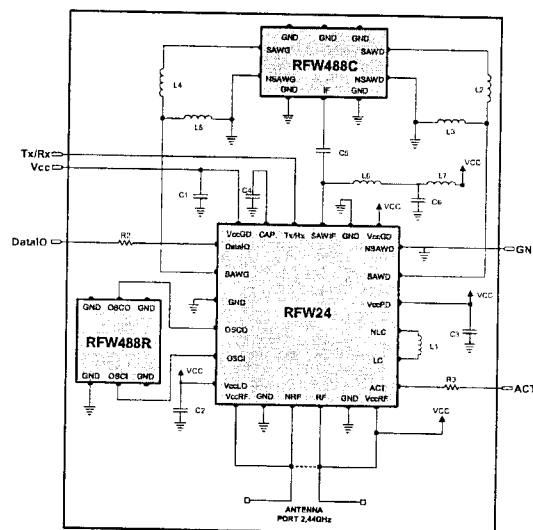 GND GND GND
SAWG SAWD
RFW488C
NSAWG NSAWD
GND IF GND
L4 L2
L5 L3
C5
Tx/Rx
Vcc
L6 L7 VCC
C1 C4 C6
VCC
VccGD CAP. Tx/Rx SAWIF GND VccGD
DataIO R2 DataIO NSAWD GN
SAWG SAWD
VCC
GND VccPD
RFW24
GND OSCO GND
OSCO NLC C3
RFW488R L1
OSCI LC
GND OSCI GND
VCC
VccLO ACT R3 ACT
C2 VccRF GND NRF RF GND VccRF
VCC
ANTENNA
PORT 2,44GHz